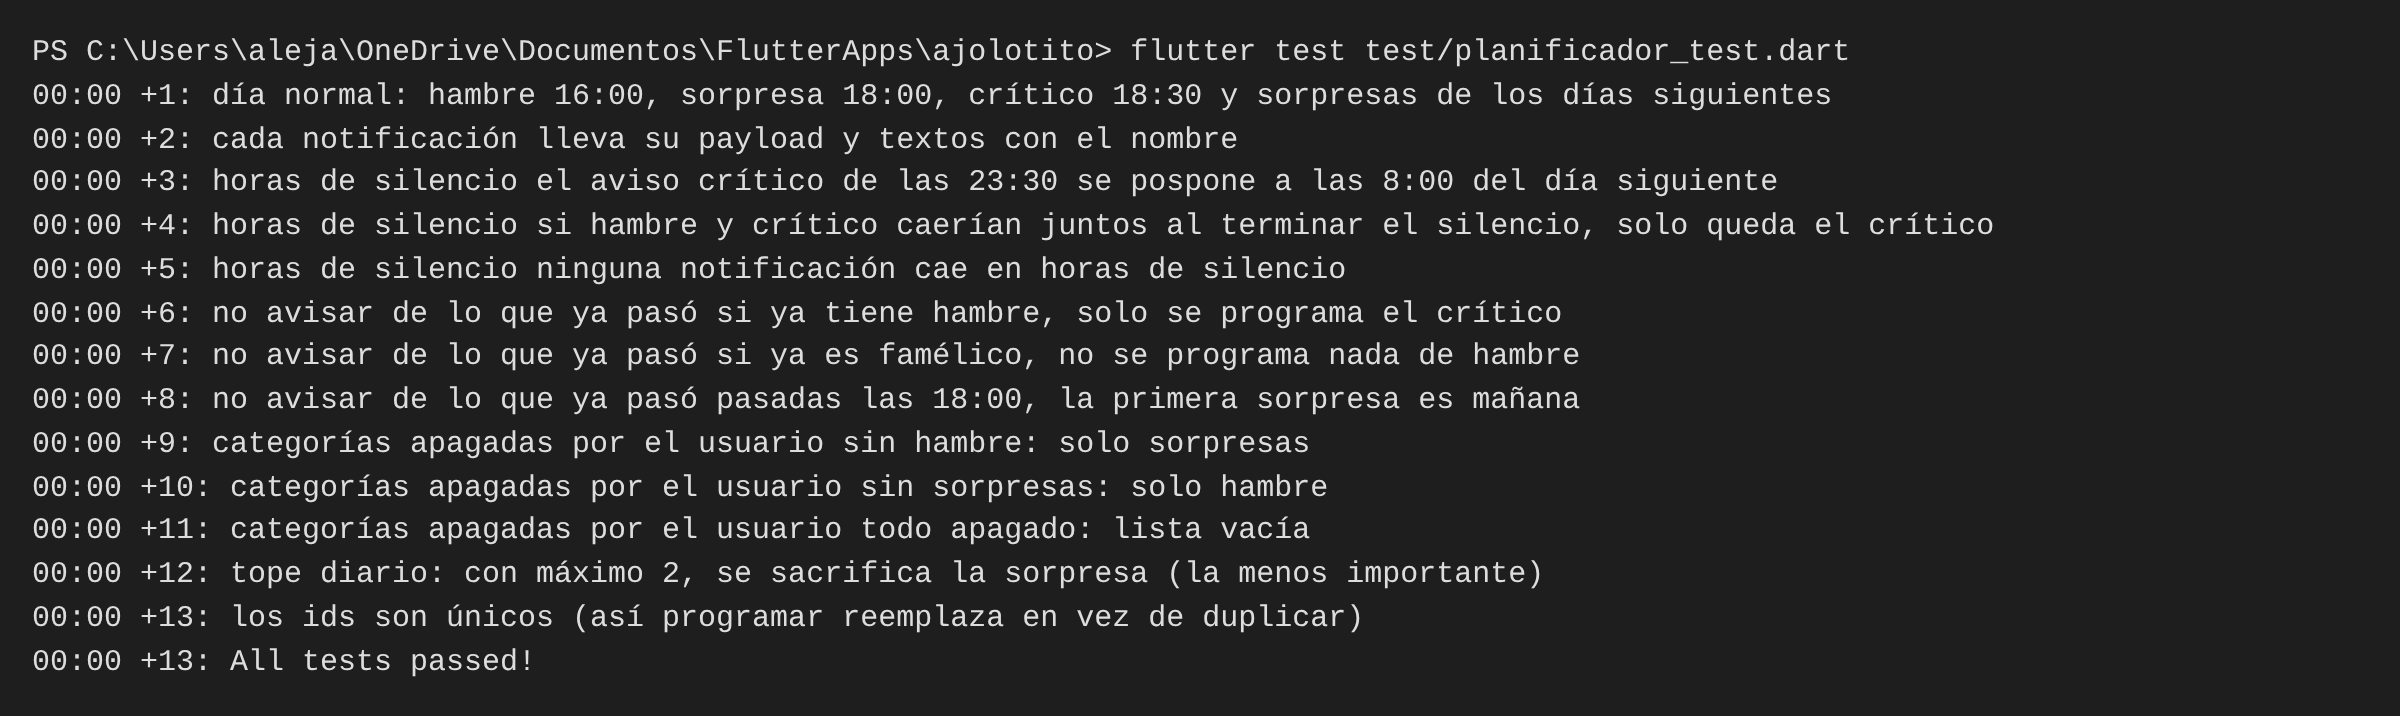 PS C:\Users\aleja\OneDrive\Documentos\FlutterApps\ajolotito> flutter test test/planificador_test.dart
00:00 +1: día normal: hambre 16:00, sorpresa 18:00, crítico 18:30 y sorpresas de los días siguientes
00:00 +2: cada notificación lleva su payload y textos con el nombre
00:00 +3: horas de silencio el aviso crítico de las 23:30 se pospone a las 8:00 del día siguiente
00:00 +4: horas de silencio si hambre y crítico caerían juntos al terminar el silencio, solo queda el crítico
00:00 +5: horas de silencio ninguna notificación cae en horas de silencio
00:00 +6: no avisar de lo que ya pasó si ya tiene hambre, solo se programa el crítico
00:00 +7: no avisar de lo que ya pasó si ya es famélico, no se programa nada de hambre
00:00 +8: no avisar de lo que ya pasó pasadas las 18:00, la primera sorpresa es mañana
00:00 +9: categorías apagadas por el usuario sin hambre: solo sorpresas
00:00 +10: categorías apagadas por el usuario sin sorpresas: solo hambre
00:00 +11: categorías apagadas por el usuario todo apagado: lista vacía
00:00 +12: tope diario: con máximo 2, se sacrifica la sorpresa (la menos importante)
00:00 +13: los ids son únicos (así programar reemplaza en vez de duplicar)
00:00 +13: All tests passed!